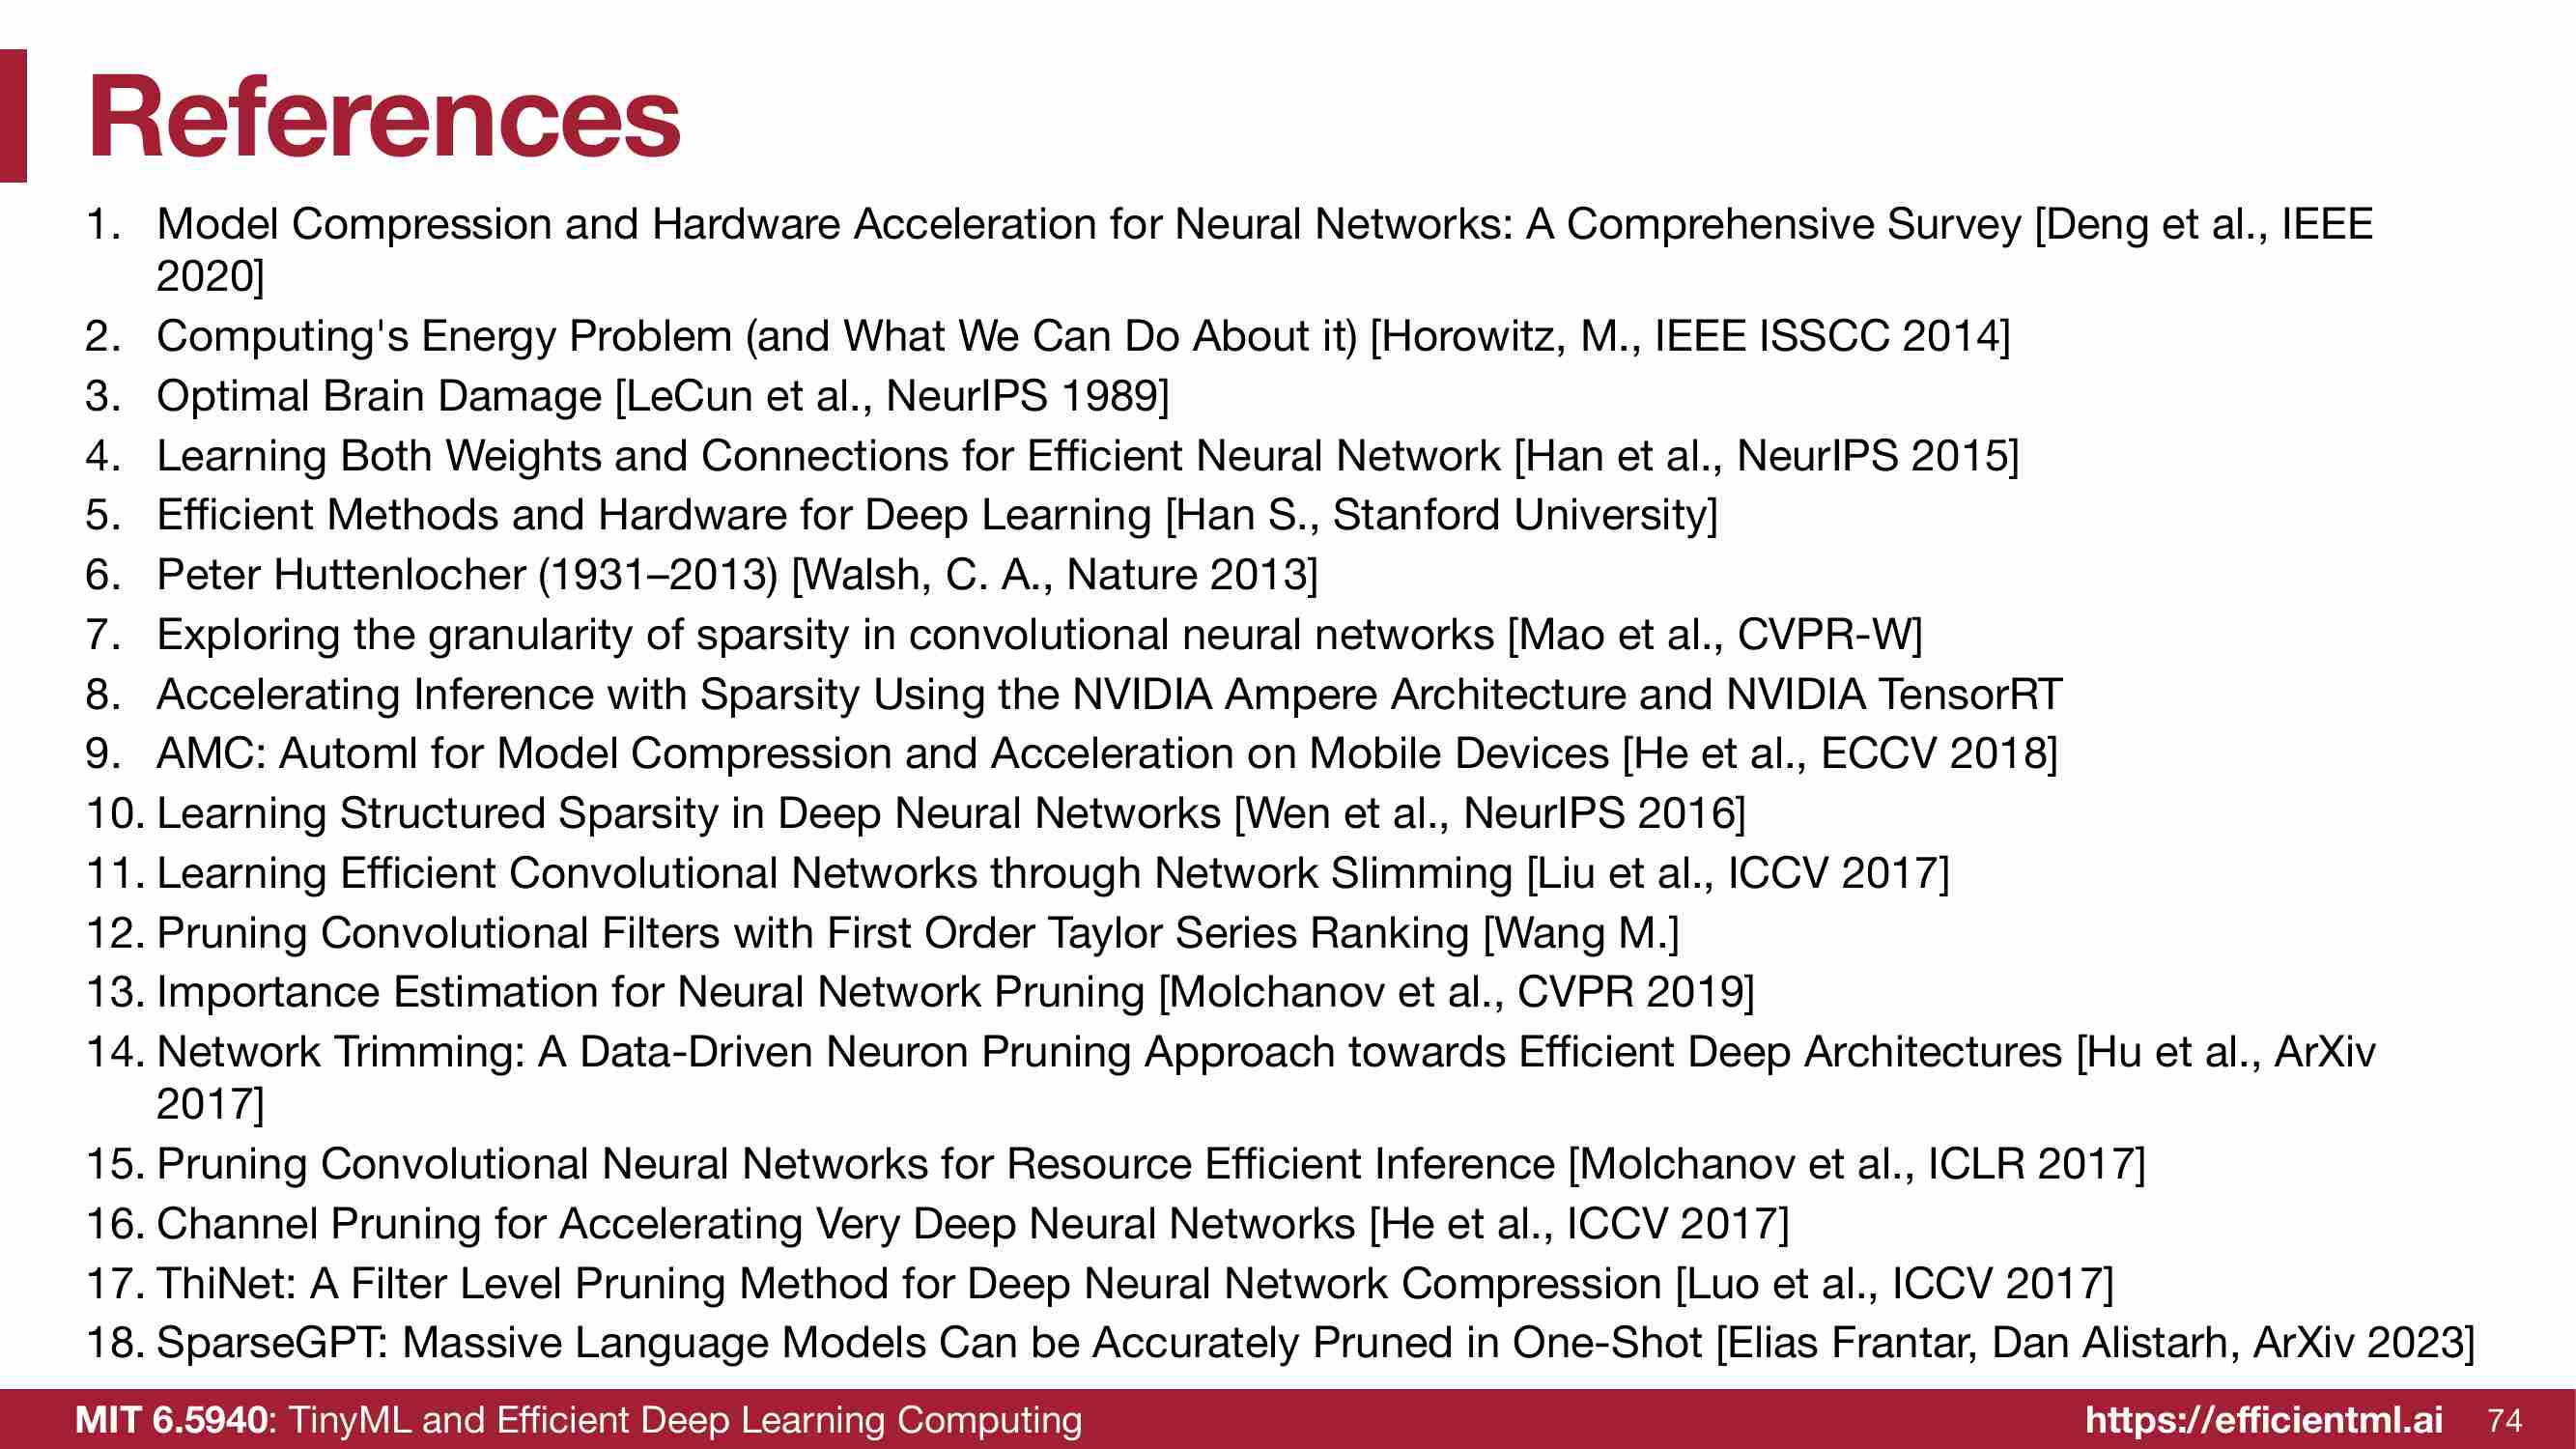 References
1. Model Compression and Hardware Acceleration for Neural Networks: A Comprehensive Survey [Deng et al., IEEE
2020]
2. Computing's Energy Problem (and What We Can Do About it) [Horowitz, M., IEEE ISSCC 2014]
3. Optimal Brain Damage [LeCun et al., NeurIPS 1989]
4. Learning Both Weights and Connections for Efficient Neural Network [Han et al., NeurIPS 2015]
5. Efficient Methods and Hardware for Deep Learning [Han S., Stanford University]
6. Peter Huttenlocher (1931–2013) [Walsh, C. A., Nature 2013]
7. Exploring the granularity of sparsity in convolutional neural networks [Mao et al., CVPR-W]
8. Accelerating Inference with Sparsity Using the NVIDIA Ampere Architecture and NVIDIA TensorRT
9. AMC: Automl for Model Compression and Acceleration on Mobile Devices [He et al., ECCV 2018]
10. Learning Structured Sparsity in Deep Neural Networks [Wen et al., NeurIPS 2016]
11. Learning Efficient Convolutional Networks through Network Slimming [Liu et al., ICCV 2017]
12. Pruning Convolutional Filters with First Order Taylor Series Ranking [Wang M.]
13. Importance Estimation for Neural Network Pruning [Molchanov et al., CVPR 2019]
14. Network Trimming: A Data-Driven Neuron Pruning Approach towards Efficient Deep Architectures [Hu et al., ArXiv
2017]
15. Pruning Convolutional Neural Networks for Resource Efficient Inference [Molchanov et al., ICLR 2017]
16. Channel Pruning for Accelerating Very Deep Neural Networks [He et al., ICCV 2017]
17. ThiNet: A Filter Level Pruning Method for Deep Neural Network Compression [Luo et al., ICCV 2017]
18. SparseGPT: Massive Language Models Can be Accurately Pruned in One-Shot [Elias Frantar, Dan Alistarh, ArXiv 2023]
MIT 6.5940: TinyML and Efficient Deep Learning Computing
https://efficientml.ai 74